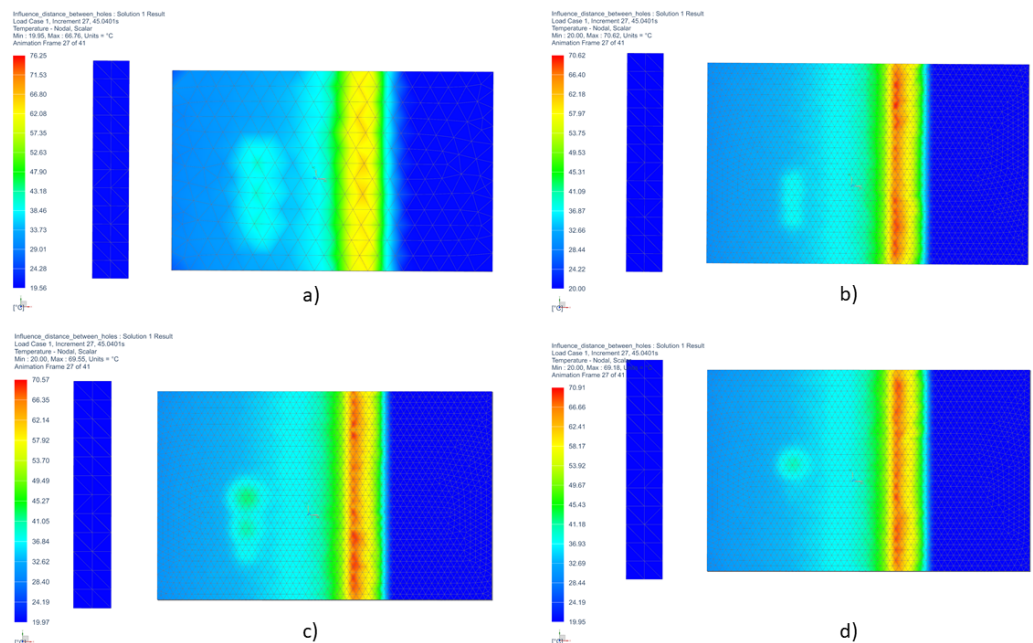 Influence_distance_between_holes : Solution 1 Result
Load Case 1, Increment 27, 45.0401s
Temperature - Nodal, Scalar
Min : 19.95, Max : 66.76, Units = °C
Animation Frame 27 of 41
76.25
71.53
66.80
62.08
57.35
52.63
47.90
43.18
38.46
33.73
29.01
24.28
19.56
[°C]
a)
Influence_distance_between_holes : Solution 1 Result
Load Case 1, Increment 27, 45.0401s
Temperature - Nodal, Scalar
Min : 20.00, Max : 70.62, Units = °C
Animation Frame 27 of 41
70.62
66.40
62.18
57.97
53.75
49.53
45.31
41.09
36.87
32.66
28.44
24.22
20.00
[°C]
b)
Influence_distance_between_holes : Solution 1 Result
Load Case 1, Increment 27, 45.0401s
Temperature - Nodal, Scalar
Min : 20.00, Max : 69.55, Units = °C
Animation Frame 27 of 41
70.57
66.35
62.14
57.92
53.70
49.49
45.27
41.05
36.84
32.62
28.40
24.19
19.97
c)
Influence_distance_between_holes : Solution 1 Result
Load Case 1, Increment 27, 45.0401s
Temperature - Nodal, Scalar
Min : 20.00, Max : 69.18, Units = °C
Animation Frame 27 of 41
70.91
66.66
62.41
58.17
53.92
49.67
45.43
41.18
36.93
32.69
28.44
24.19
19.95
d)